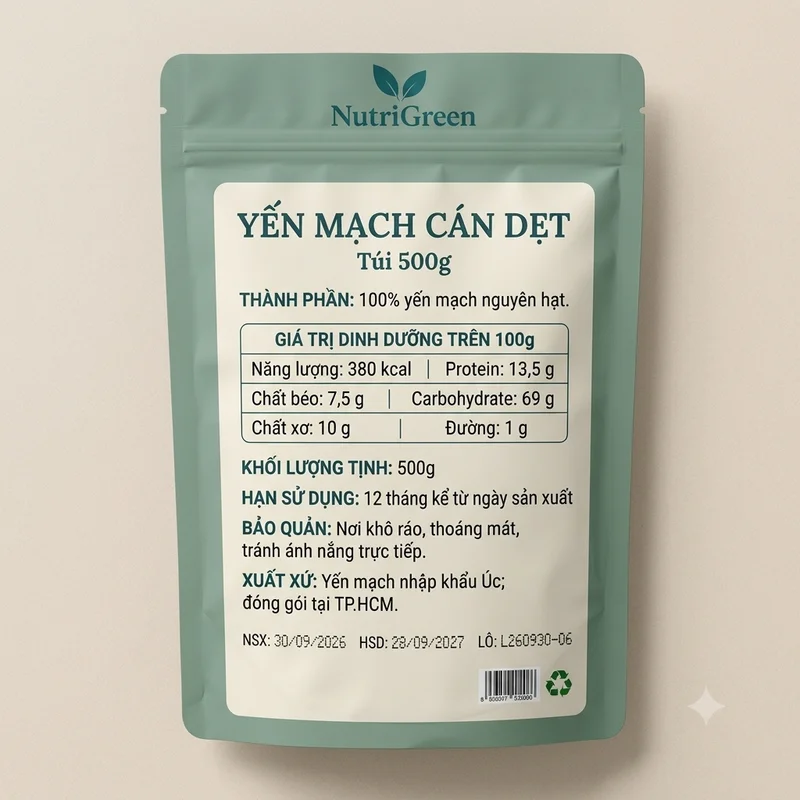 NutriGreen
YẾN MẠCH CÁN DẸT
Túi 500g
THÀNH PHẦN: 100% yến mạch nguyên hạt.
GIÁ TRỊ DINH DƯỠNG TRÊN 100g
Năng lượng: 380 kcal | Protein: 13,5 g
Chất béo: 7,5 g | Carbohydrate: 69 g
Chất xơ: 10 g | Đường: 1 g
KHỐI LƯỢNG TỊNH: 500g
HẠN SỬ DỤNG: 12 tháng kể từ ngày sản xuất
BẢO QUẢN: Nơi khô ráo, thoáng mát,
tránh ánh nắng trực tiếp.
XUẤT XỨ: Yến mạch nhập khẩu Úc;
đóng gói tại TP.HCM.
NSX: 30/09/2026 HSD: 28/09/2027 LÔ: L260930-06